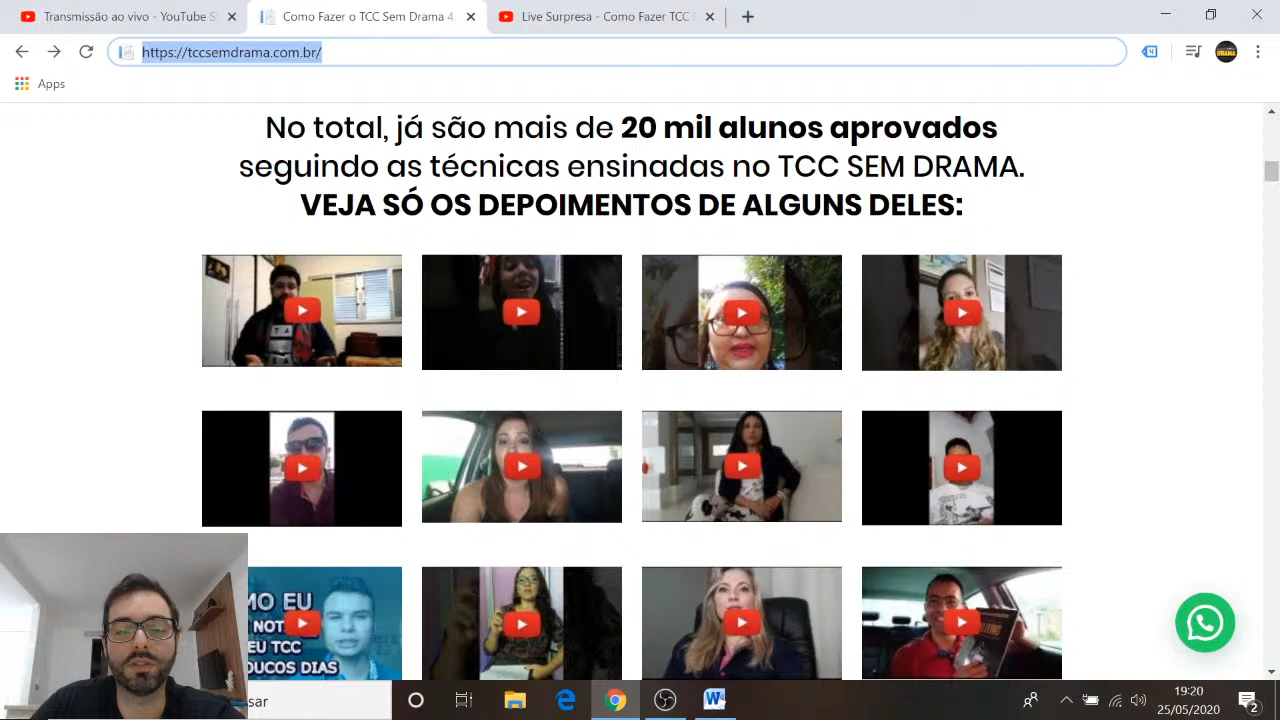 Transmissão ao vivo - YouTube S
Como Fazer o TCC Sem Drama 4.
Live Surpresa - Como Fazer TCC E
https://tccsemdrama.com.br/
Apps
No total, já são mais de 20 mil alunos aprovados
seguindo as técnicas ensinadas no TCC SEM DRAMA.
VEJA SÓ OS DEPOIMENTOS DE ALGUNS DELES:
MO EU
NOT
EU TCC
OUCOS DIAS
sar
19:20
25/05/2020
2